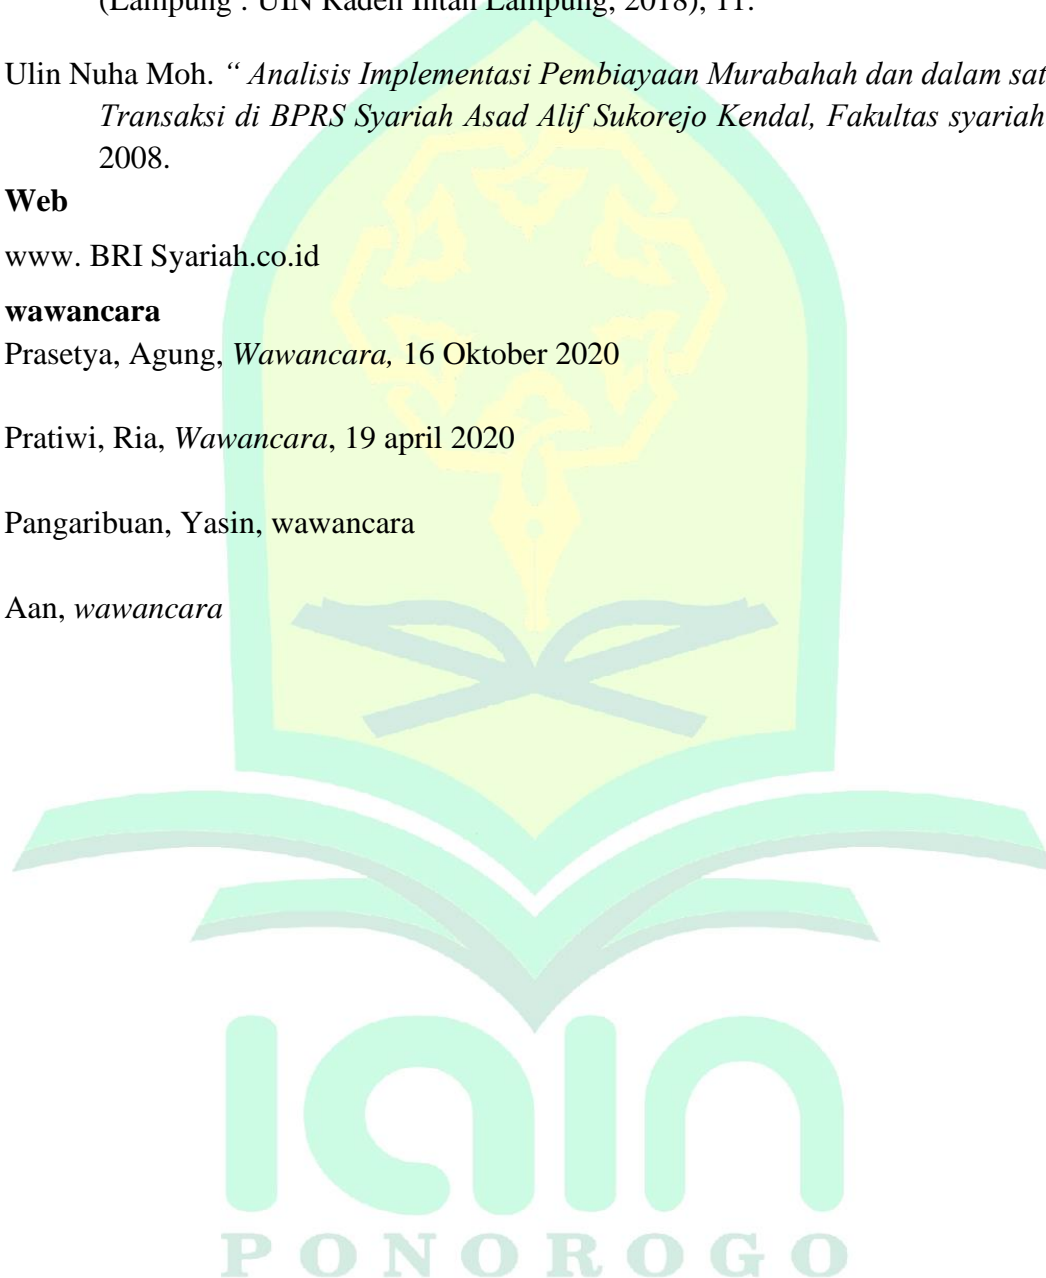 (Lampung : UIN Raden Intan Lampung, 2018), 11.
Ulin Nuha Moh. “ Analisis Implementasi Pembiayaan Murabahah dan dalam sat
Transaksi di BPRS Syariah Asad Alif Sukorejo Kendal, Fakultas syariah
2008.
Web
www. BRI Syariah.co.id
wawancara
Prasetya, Agung, Wawancara, 16 Oktober 2020
Pratiwi, Ria, Wawancara, 19 april 2020
Pangaribuan, Yasin, wawancara
Aan, wawancara
iain
PONOROGO